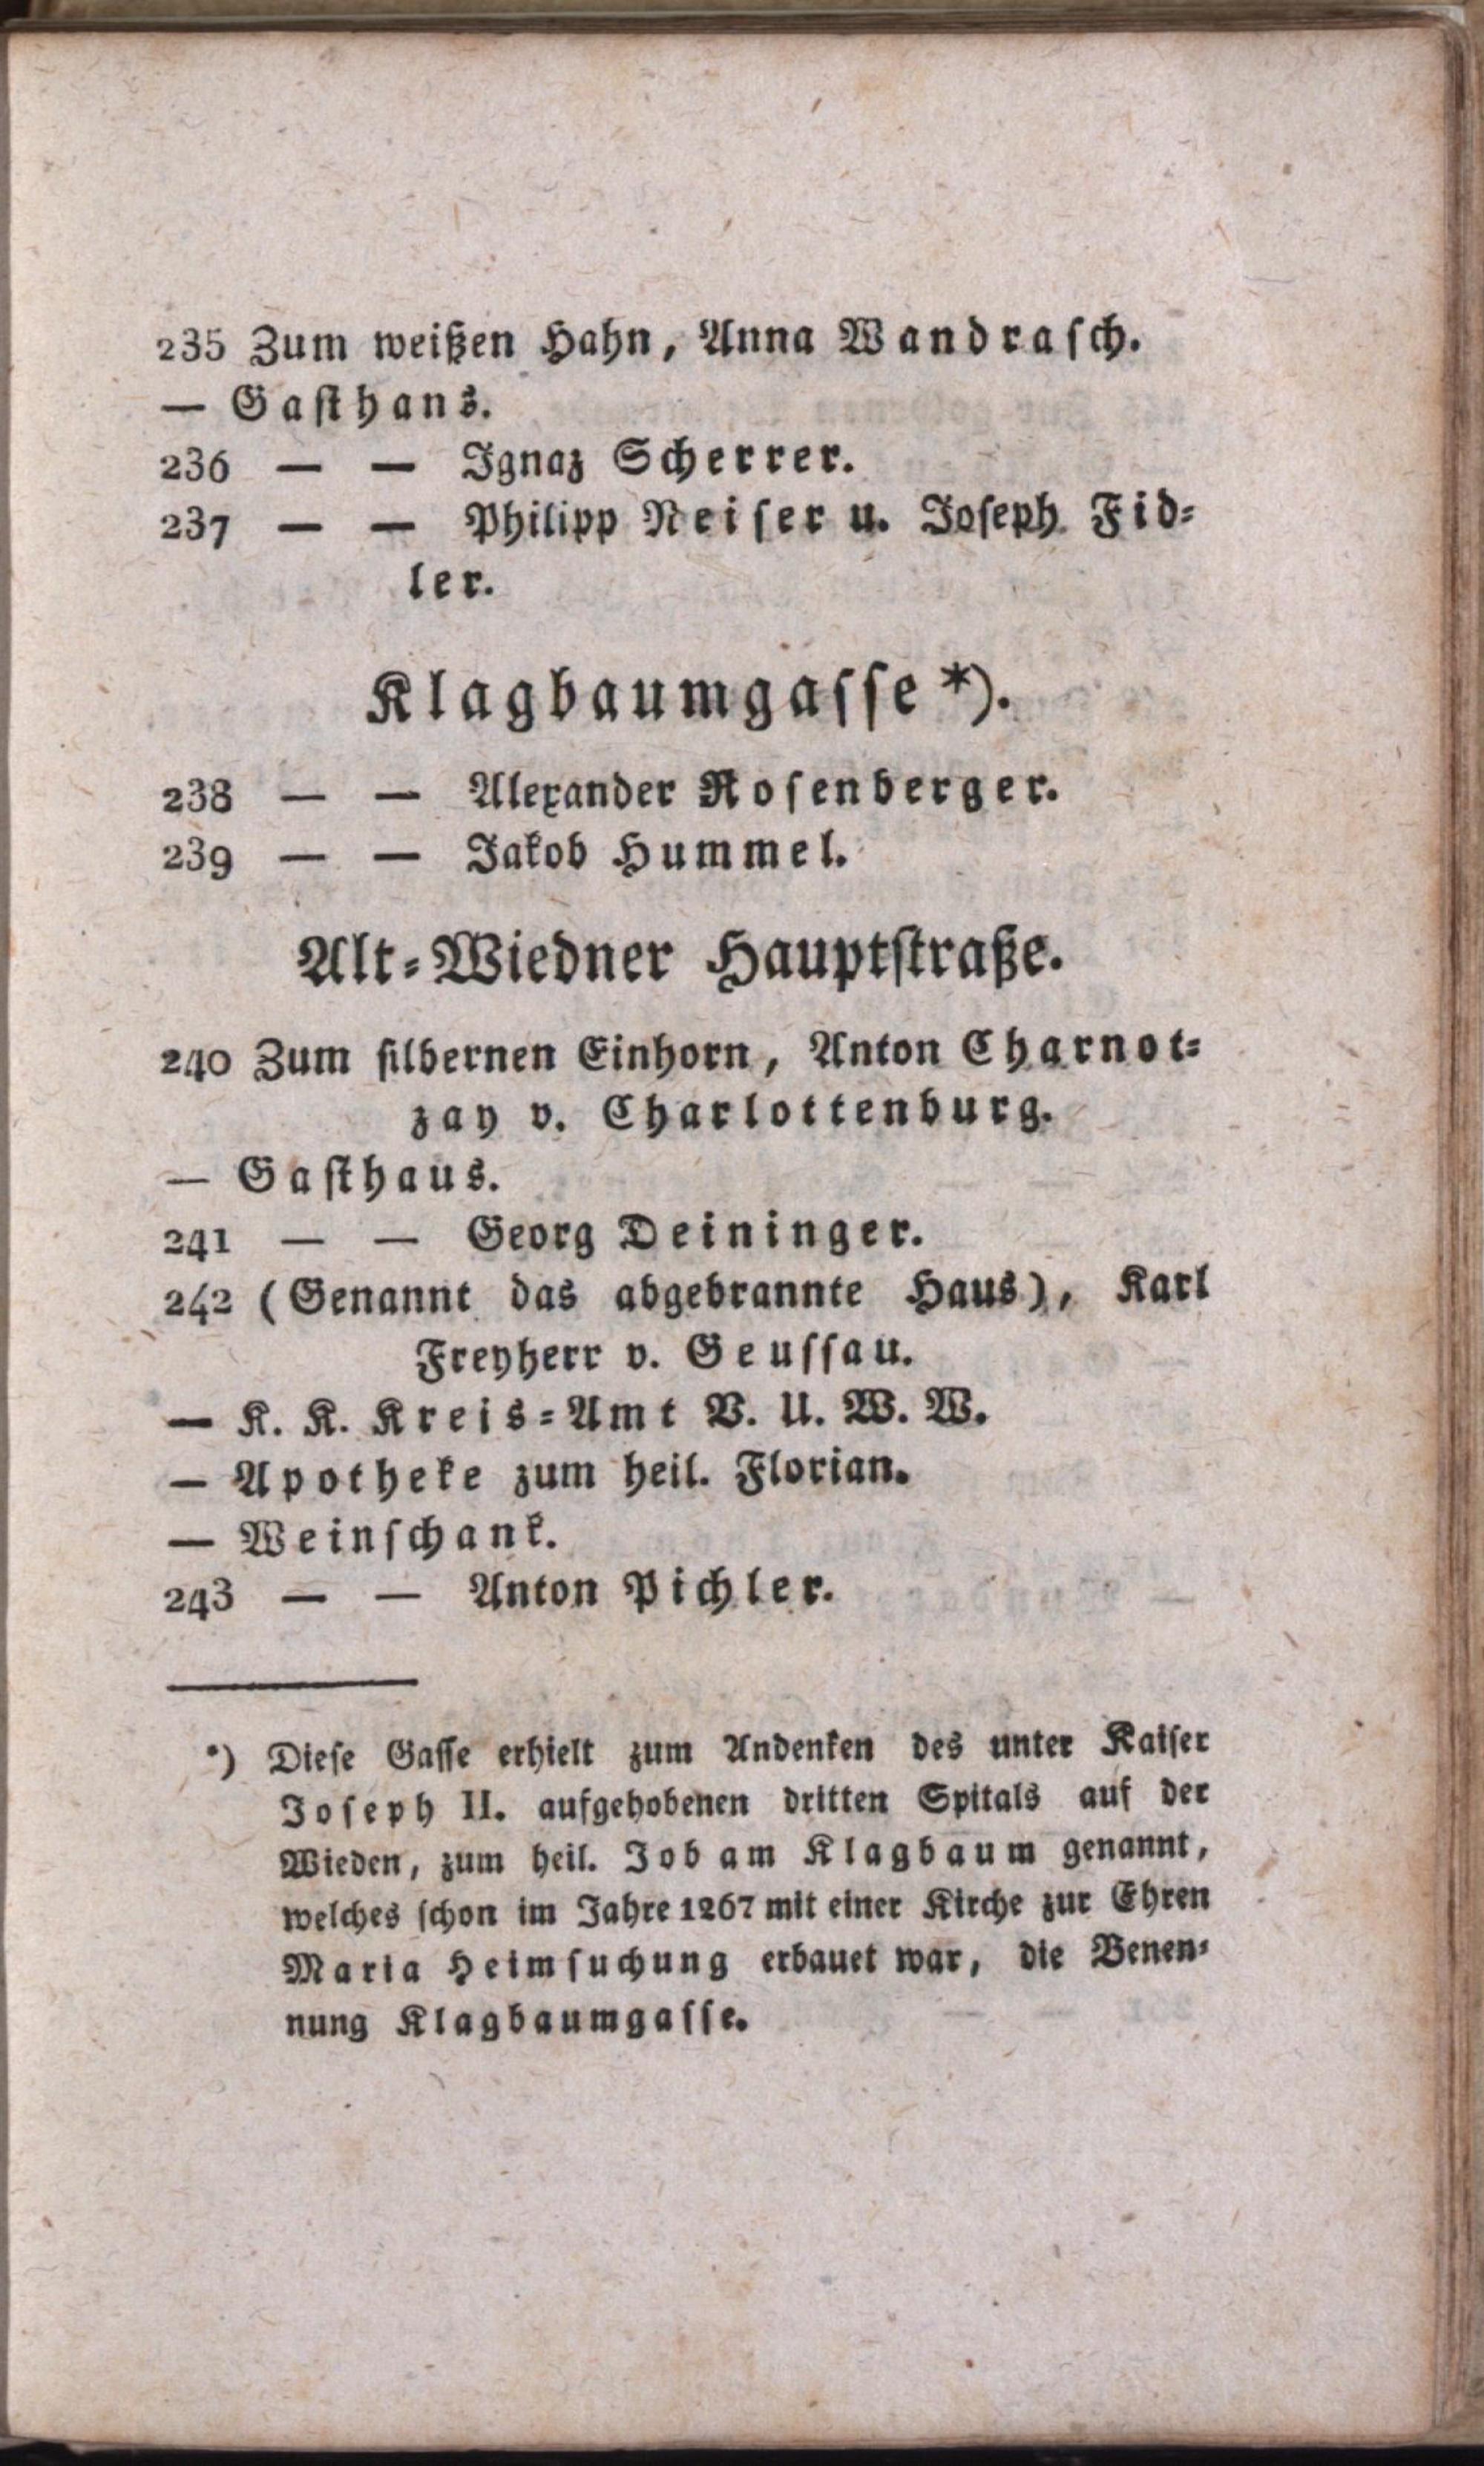 235 Zum weißen Hahn, Anna Wandrasch.
— Gasthans.
236 — — Ignaz Scherrer.
237 — — Philipp Neiser u. Joseph Fid-
ler.
Klagbaumgasse *).
238 — — Alexander Rosenberger.
239 — — Jakob Hummel.
Alt-Wiedner Hauptstraße.
240 Zum silbernen Einhorn, Anton Charnot-
zay v. Charlottenburg.
— Gasthaus.
241 — — Georg Deininger.
242 (Genannt das abgebrannte Haus), Karl
Freyherr v. Geussau.
— K. K. Kreis-Amt V. U. W. W.
— Apotheke zum heil. Florian.
— Weinschank.
243 — — Anton Pichler.
*) Diese Gasse erhielt zum Andenken des unter Kaiser
Joseph II. aufgehobenen dritten Spitals auf der
Wieden, zum heil. Job am Klagbaum genannt,
welches schon im Jahre 1267 mit einer Kirche zur Ehren
Maria Heimsuchung erbauet war, die Benen-
nung Klagbaumgasse.